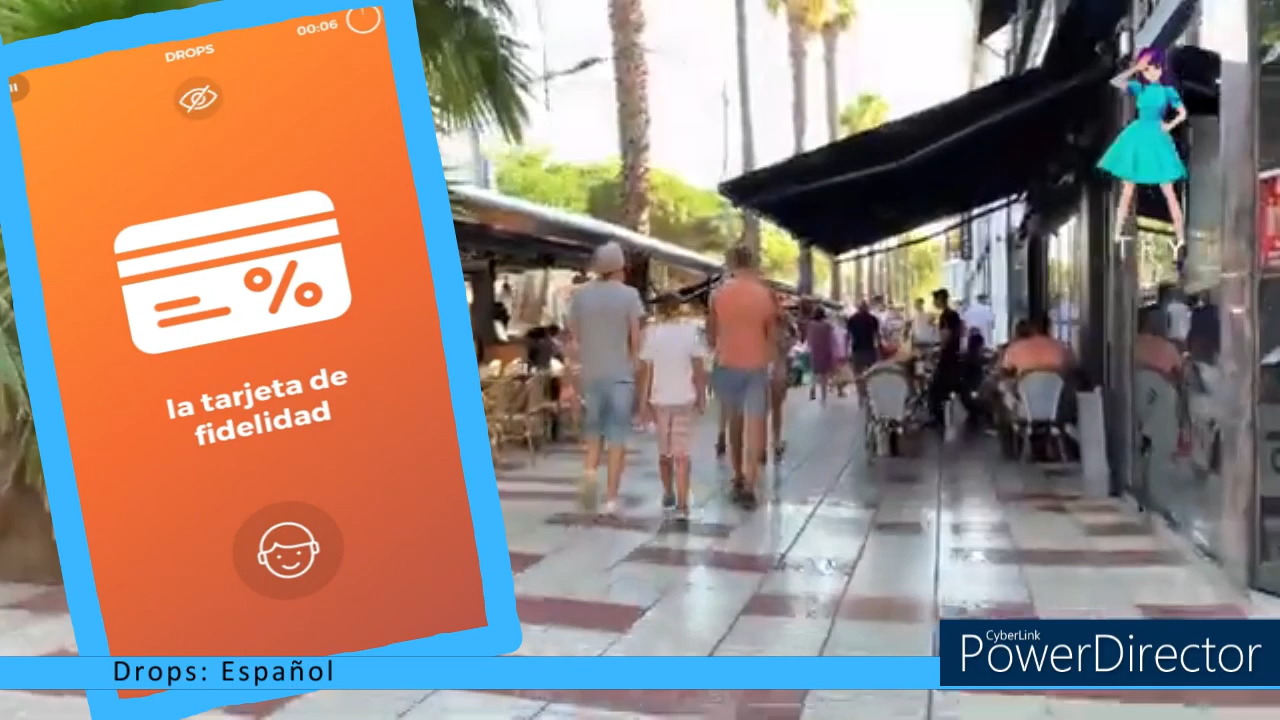 00:06
DROPS
la tarjeta de
fidelidad
Drops: Español
CyberLink
PowerDirector